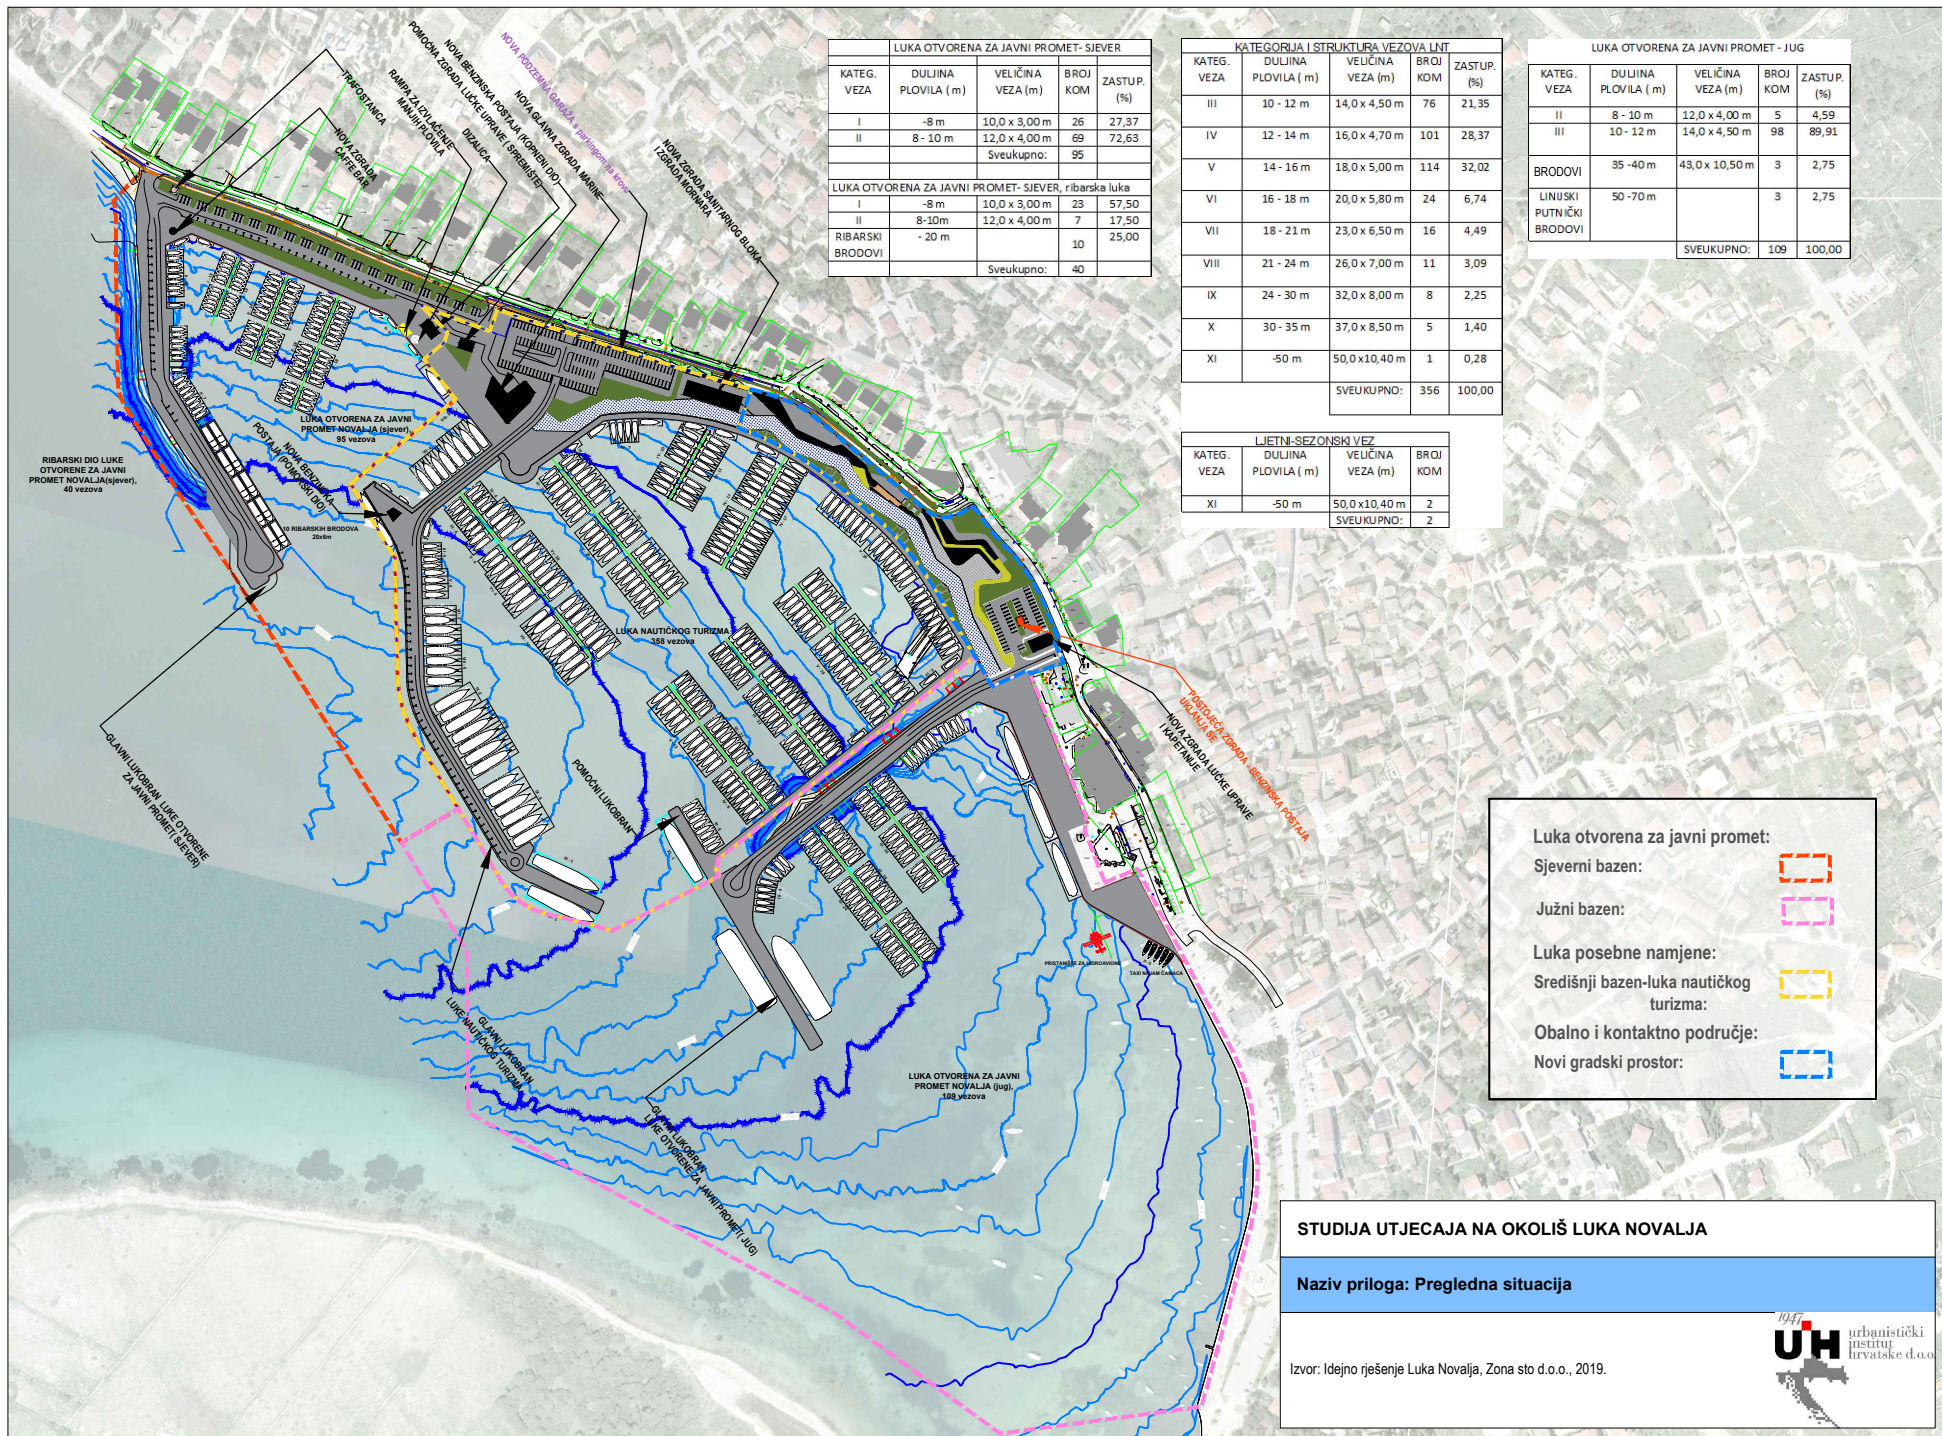 LUKA OTVORENA ZA JAVNI PROMET- SJEVER
KATEG. VEZA DULJINA PLOVILA ( m) VELIČINA VEZA (m) BROJ KOM ZASTUP. (%)
I -8 m 10,0 x 3,00 m 26 27,37
II 8 - 10 m 12,0 x 4,00 m 69 72,63
Sveukupno: 95
LUKA OTVORENA ZA JAVNI PROMET- SJEVER, ribarska luka
I -8 m 10,0 x 3,00 m 23 57,50
II 8-10m 12,0 x 4,00 m 7 17,50
RIBARSKI BRODOVI - 20 m 10 25,00
Sveukupno: 40
KATEGORIJA I STRUKTURA VEZOVA LNT
KATEG. VEZA DULJINA PLOVILA ( m) VELIČINA VEZA (m) BROJ KOM ZASTUP. (%)
III 10 - 12 m 14,0 x 4,50 m 76 21,35
IV 12 - 14 m 16,0 x 4,70 m 101 28,37
V 14 - 16 m 18,0 x 5,00 m 114 32,02
VI 16 - 18 m 20,0 x 5,80 m 24 6,74
VII 18 - 21 m 23,0 x 6,50 m 16 4,49
VIII 21 - 24 m 26,0 x 7,00 m 11 3,09
IX 24 - 30 m 32,0 x 8,00 m 8 2,25
X 30 - 35 m 37,0 x 8,50 m 5 1,40
XI -50 m 50,0 x10,40 m 1 0,28
SVEUKUPNO: 356 100,00
LJETNI-SEZONSKI VEZ
KATEG. VEZA DULJINA PLOVILA ( m) VELIČINA VEZA (m) BROJ KOM
XI -50 m 50,0 x10,40 m 2
SVEUKUPNO: 2
LUKA OTVORENA ZA JAVNI PROMET - JUG
KATEG. VEZA DULJINA PLOVILA ( m) VELIČINA VEZA (m) BROJ KOM ZASTUP. (%)
II 8 - 10 m 12,0 x 4,00 m 5 4,59
III 10 - 12 m 14,0 x 4,50 m 98 89,91
BRODOVI 35 -40 m 43,0 x 10,50 m 3 2,75
LINIJSKI PUTNIČKI BRODOVI 50 -70 m 3 2,75
SVEUKUPNO: 109 100,00
TRAFOSTANICA
NOVA ZGRADA
CAFFE BAR
RAMPA ZA IZVLAČENJE
MANJIH PLOVILA
DIZALICA
POMOĆNA ZGRADA LUČKE UPRAVE ( SPREMIŠTE)
NOVA BENZINSKA POSTAJA (KOPNENI DIO)
NOVA GLAVNA ZGRADA MARINE
NOVA PODZEMNA GARAŽA s parkingom na krovu
NOVA ZGRADA SANITARNOG BLOKA
I ZGRADA MORNARA
LUKA OTVORENA ZA JAVNI
PROMET NOVALJA (sjever),
95 vezova
RIBARSKI DIO LUKE
OTVORENE ZA JAVNI
PROMET NOVALJA(sjever),
40 vezova
NOVA BENZINSKA
POSTAJA (POMORSKI DIO)
10 RIBARSKIH BRODOVA
20x6m
LUKA NAUTIČKOG TURIZMA
358 vezova
GLAVNI LUKOBRAN LUKE OTVORENE
ZA JAVNI PROMET( SJEVER)
POMOĆNI LUKOBRAN
GLAVNI LUKOBRAN
LUKE NAUTIČKOG TURIZMA
GLAVNI LUKOBRAN
LUKE OTVORENE ZA JAVNI PROMET( JUG)
POSTOJEĆA ZGRADA - BENZINSKA POSTAJA
UKLANJA SE
NOVA ZGRADA LUČKE UPRAVE
I KAPETANIJE
PRISTANIŠTE ZA HIDROAVIONE
TAXI NAJAM ČAMACA
LUKA OTVORENA ZA JAVNI
PROMET NOVALJA (jug),
109 vezova
Luka otvorena za javni promet:
Sjeverni bazen:
Južni bazen:
Luka posebne namjene:
Središnji bazen-luka nautičkog
turizma:
Obalno i kontaktno područje:
Novi gradski prostor:
STUDIJA UTJECAJA NA OKOLIŠ LUKA NOVALJA
Naziv priloga: Pregledna situacija
Izvor: Idejno rješenje Luka Novalja, Zona sto d.o.o., 2019.
1947
UIH
urbanistički
institut
hrvatske d.o.o